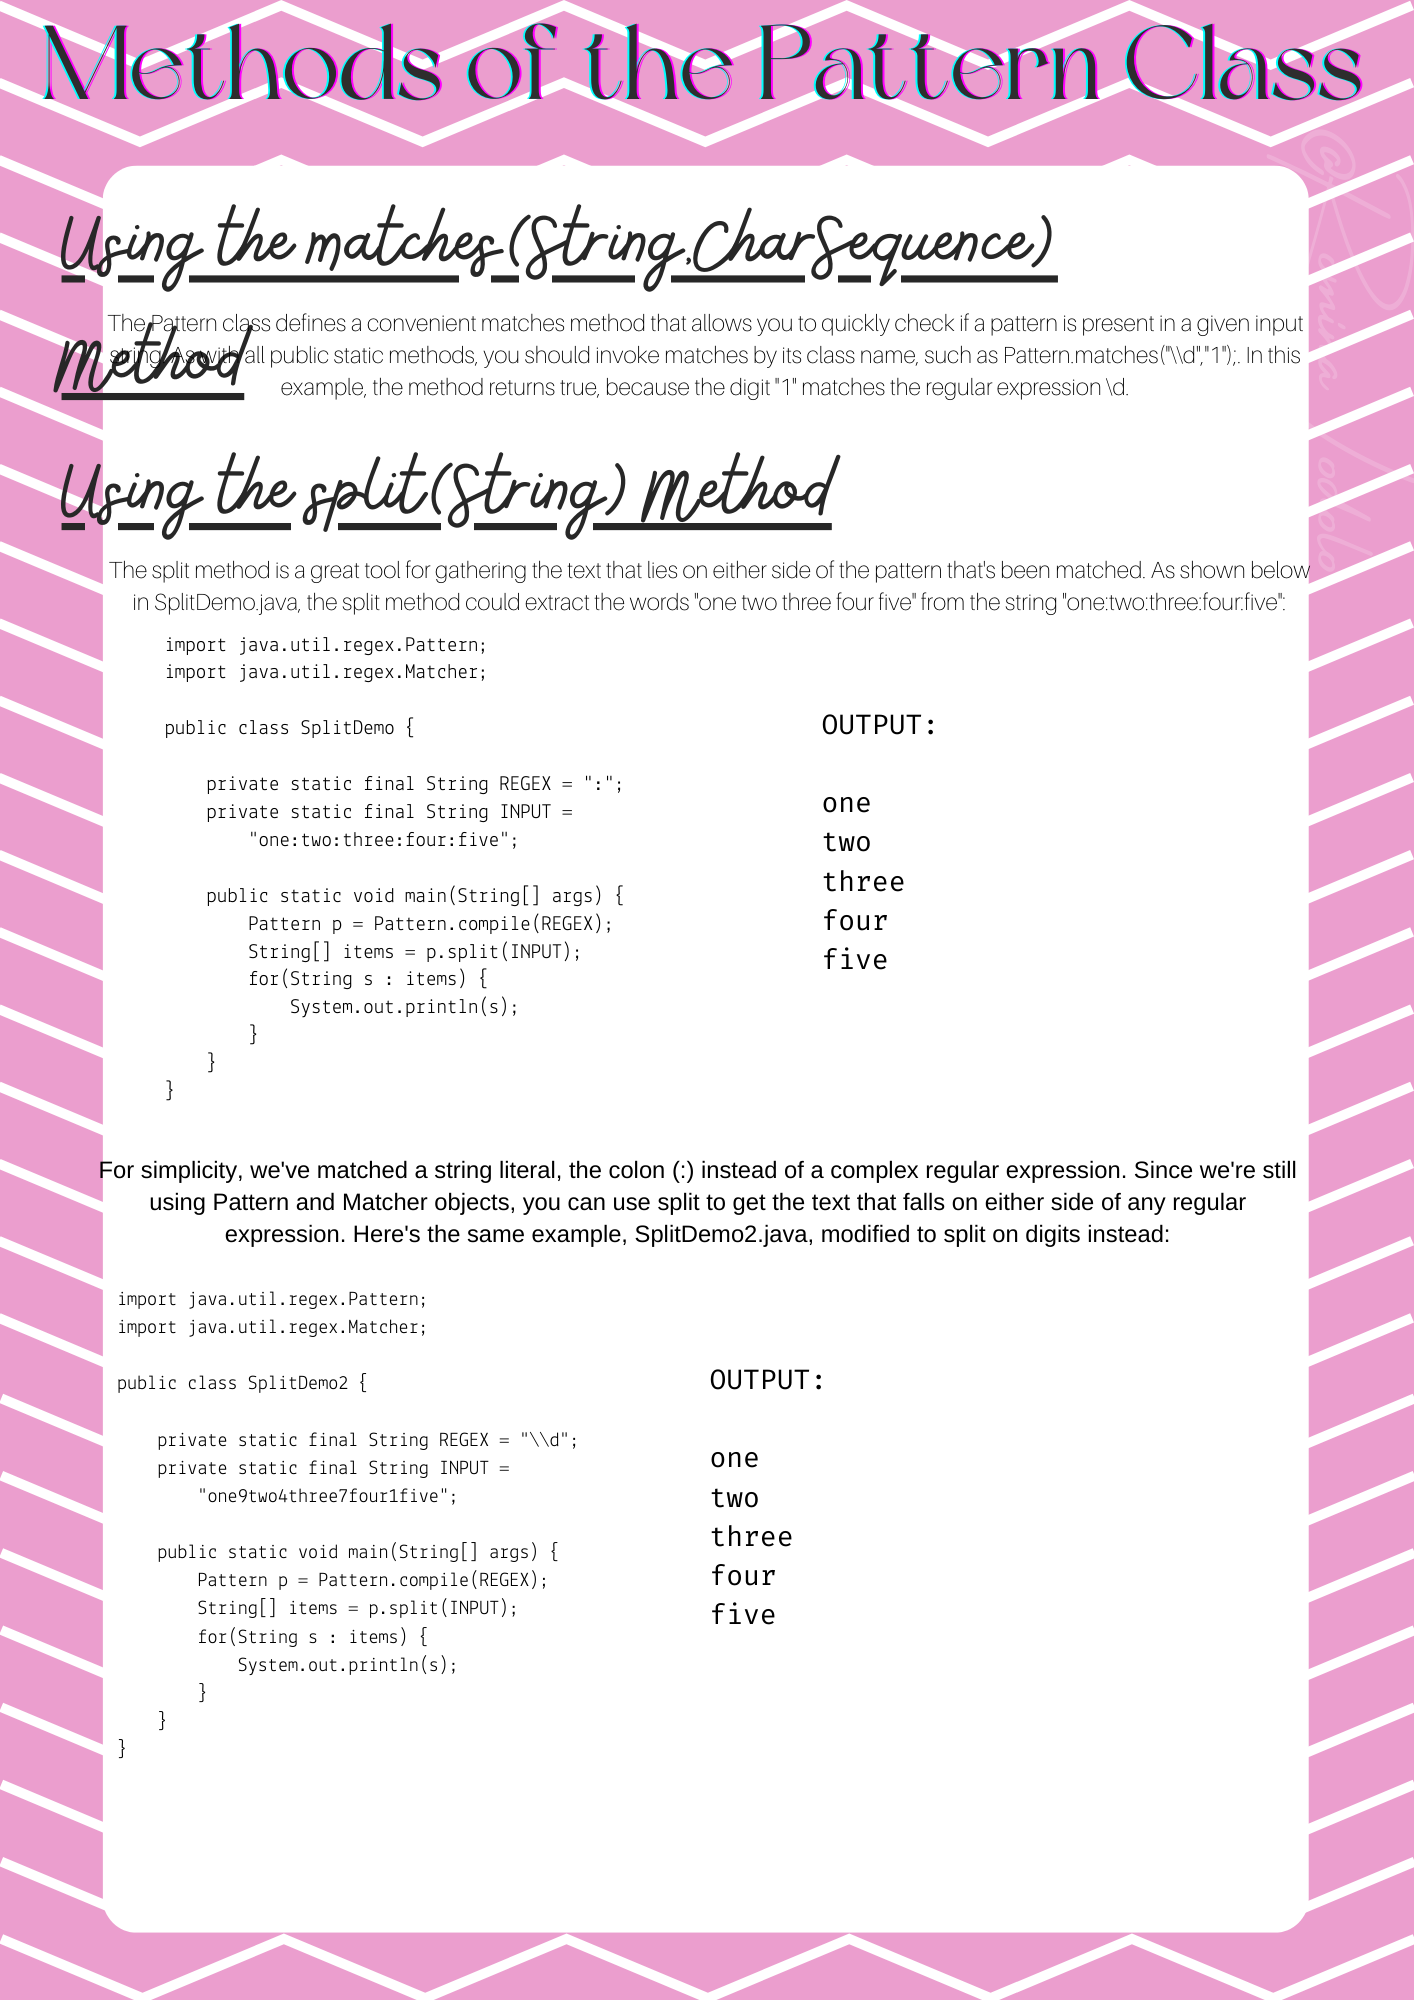 Methods of the Pattern Class
Using the matches(String,CharSequence)
Method
The Pattern class defines a convenient matches method that allows you to quickly check if a pattern is present in a given input
string. As with all public static methods, you should invoke matches by its class name, such as Pattern.matches("\\d","1");. In this
example, the method returns true, because the digit "1" matches the regular expression \d.
Using the split(String) Method
The split method is a great tool for gathering the text that lies on either side of the pattern that's been matched. As shown below
in SplitDemo.java, the split method could extract the words "one two three four five" from the string "one:two:three:four:five":
import java.util.regex.Pattern;
import java.util.regex.Matcher;
public class SplitDemo {
private static final String REGEX = ":";
private static final String INPUT =
"one:two:three:four:five";
public static void main(String[] args) {
Pattern p = Pattern.compile(REGEX);
String[] items = p.split(INPUT);
for(String s : items) {
System.out.println(s);
}
}
}
OUTPUT:
one
two
three
four
five
For simplicity, we've matched a string literal, the colon (:) instead of a complex regular expression. Since we're still
using Pattern and Matcher objects, you can use split to get the text that falls on either side of any regular
expression. Here's the same example, SplitDemo2.java, modified to split on digits instead:
import java.util.regex.Pattern;
import java.util.regex.Matcher;
public class SplitDemo2 {
private static final String REGEX = "\\d";
private static final String INPUT =
"one9two4three7four1five";
public static void main(String[] args) {
Pattern p = Pattern.compile(REGEX);
String[] items = p.split(INPUT);
for(String s : items) {
System.out.println(s);
}
}
}
OUTPUT:
one
two
three
four
five